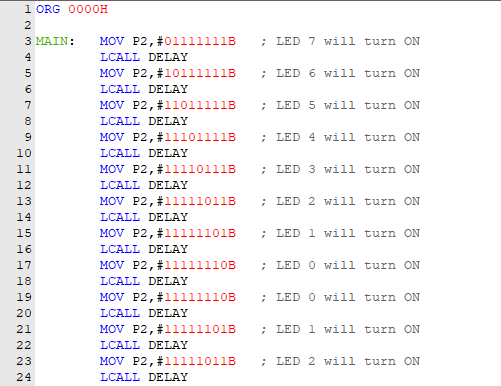 1 ORG 0000H
2
3 MAIN: MOV P2,#01111111B ; LED 7 will turn ON
4 LCALL DELAY
5 MOV P2,#10111111B ; LED 6 will turn ON
6 LCALL DELAY
7 MOV P2,#11011111B ; LED 5 will turn ON
8 LCALL DELAY
9 MOV P2,#11101111B ; LED 4 will turn ON
10 LCALL DELAY
11 MOV P2,#11110111B ; LED 3 will turn ON
12 LCALL DELAY
13 MOV P2,#11111011B ; LED 2 will turn ON
14 LCALL DELAY
15 MOV P2,#11111101B ; LED 1 will turn ON
16 LCALL DELAY
17 MOV P2,#11111110B ; LED 0 will turn ON
18 LCALL DELAY
19 MOV P2,#11111110B ; LED 0 will turn ON
20 LCALL DELAY
21 MOV P2,#11111101B ; LED 1 will turn ON
22 LCALL DELAY
23 MOV P2,#11111011B ; LED 2 will turn ON
24 LCALL DELAY